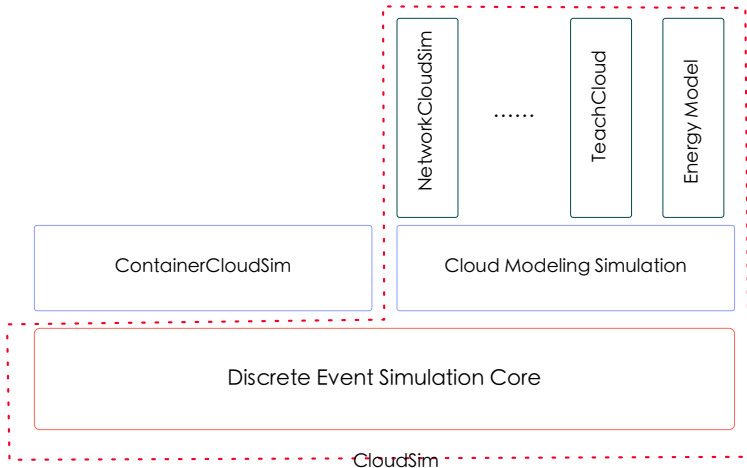 NetworkCloudSim
......
TeachCloud
Energy Model
ContainerCloudSim
Cloud Modeling Simulation
Discrete Event Simulation Core
CloudSim